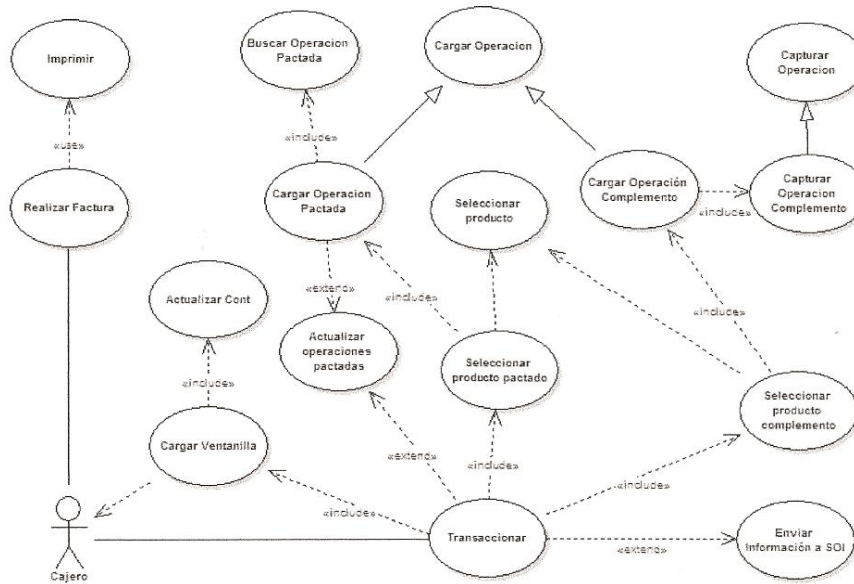 Imprimir
Buscar Operacion
Pactada
Cargar Operacion
Capturar
Operacion
«use»
«include»
Realizar Factura
Cargar Operacion
Pactada
Seleccionar
producto
Cargar Operación
Complemento
«include»
Capturar
Operacion
Complemento
Actualizar Cont
«extend»
«include»
«include»
Actualizar
operaciones
pactadas
Seleccionar
producto pactado
Seleccionar
producto
complemento
«include»
Cargar Ventanilla
«extend»
«include»
«include»
«include»
Transaccionar
«extend»
Enviar
Información a SOI
Cajero